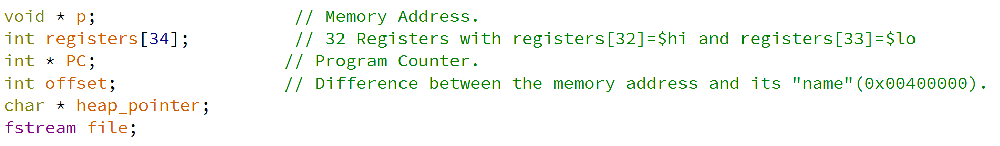 void * p;                    // Memory Address.
int registers[34];           // 32 Registers with registers[32]=$hi and registers[33]=$lo
int * PC;                   // Program Counter.
int offset;                 // Difference between the memory address and its "name"(0x00400000).
char * heap_pointer;
fstream file;